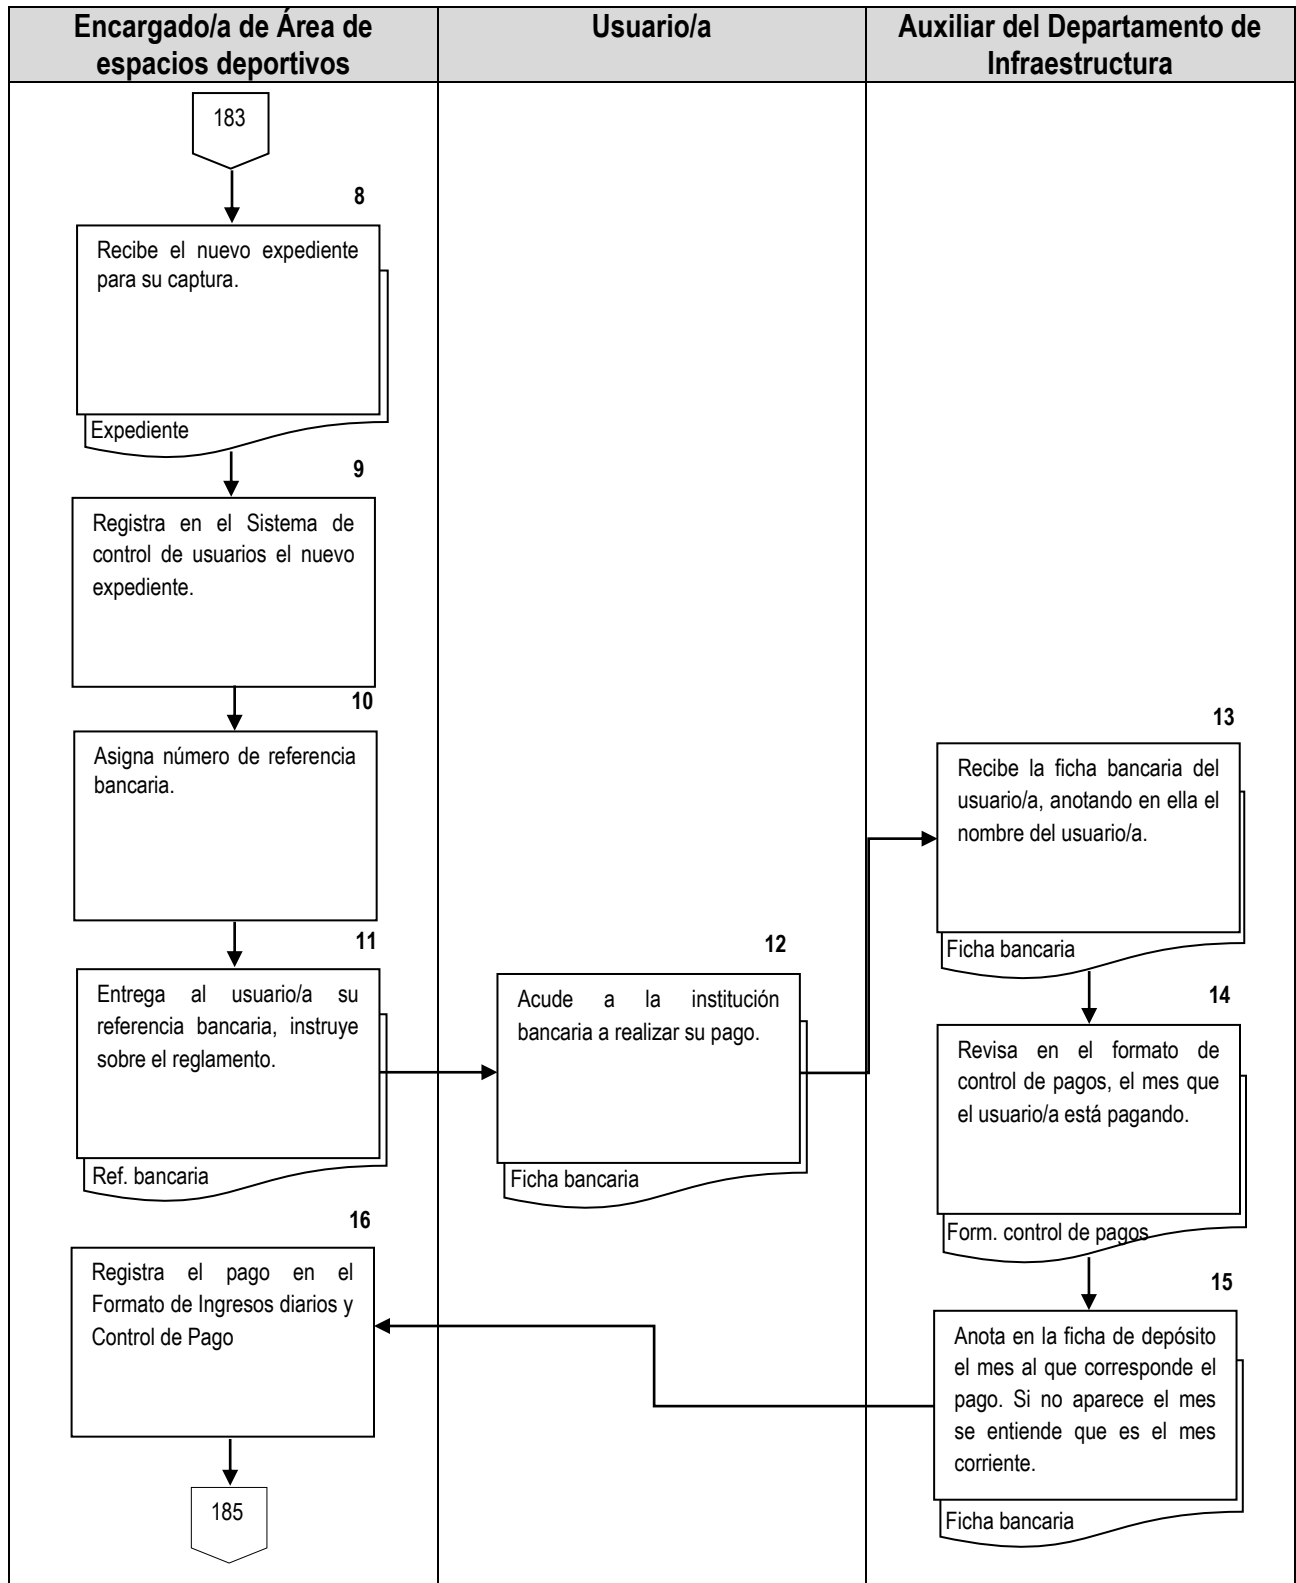 Encargado/a de Área de
espacios deportivos
Usuario/a
Auxiliar del Departamento de
Infraestructura
183
8
Recibe el nuevo expediente
para su captura.
Expediente
9
Registra en el Sistema de
control de usuarios el nuevo
expediente.
10
Asigna número de referencia
bancaria.
11
Entrega al usuario/a su
referencia bancaria, instruye
sobre el reglamento.
Ref. bancaria
12
Acude a la institución
bancaria a realizar su pago.
Ficha bancaria
13
Recibe la ficha bancaria del
usuario/a, anotando en ella el
nombre del usuario/a.
Ficha bancaria
14
Revisa en el formato de
control de pagos, el mes que
el usuario/a está pagando.
Form. control de pagos
15
Anota en la ficha de depósito
el mes al que corresponde el
pago. Si no aparece el mes
se entiende que es el mes
corriente.
Ficha bancaria
16
Registra el pago en el
Formato de Ingresos diarios y
Control de Pago
185